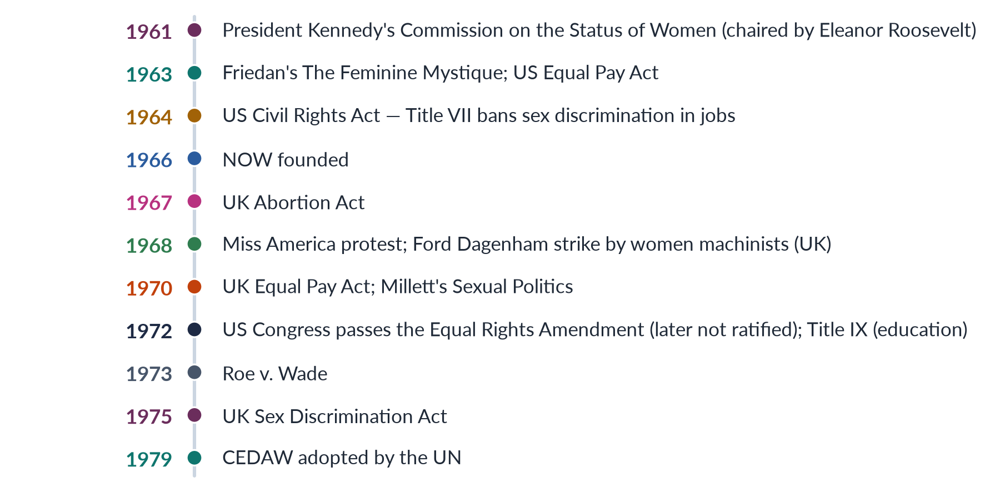 1961 President Kennedy's Commission on the Status of Women (chaired by Eleanor Roosevelt)
1963 Friedan's The Feminine Mystique; US Equal Pay Act
1964 US Civil Rights Act — Title VII bans sex discrimination in jobs
1966 NOW founded
1967 UK Abortion Act
1968 Miss America protest; Ford Dagenham strike by women machinists (UK)
1970 UK Equal Pay Act; Millett's Sexual Politics
1972 US Congress passes the Equal Rights Amendment (later not ratified); Title IX (education)
1973 Roe v. Wade
1975 UK Sex Discrimination Act
1979 CEDAW adopted by the UN